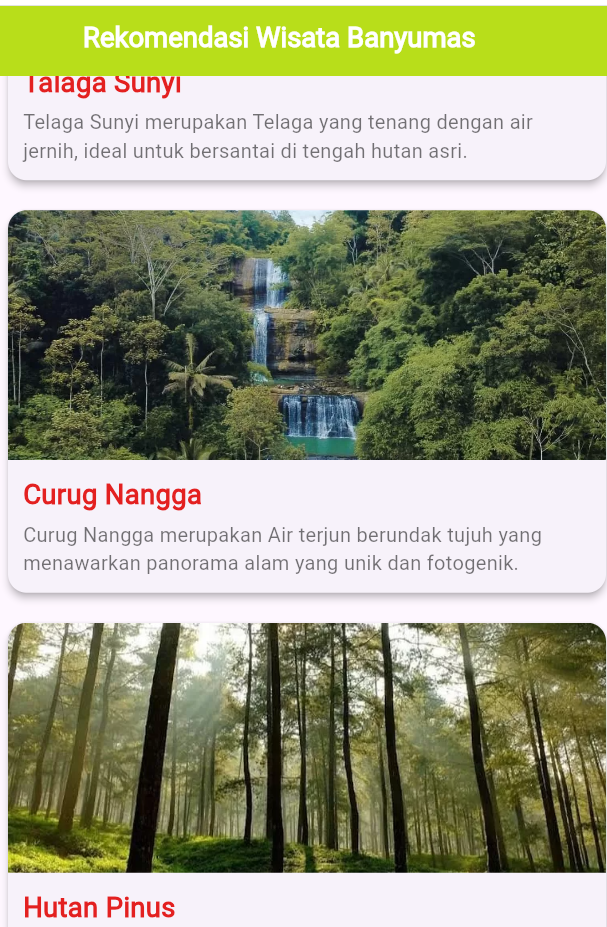 Rekomendasi Wisata Banyumas
Talaga Sunyi
Telaga Sunyi merupakan Telaga yang tenang dengan air
jernih, ideal untuk bersantai di tengah hutan asri.
Curug Nangga
Curug Nangga merupakan Air terjun berundak tujuh yang
menawarkan panorama alam yang unik dan fotogenik.
Hutan Pinus